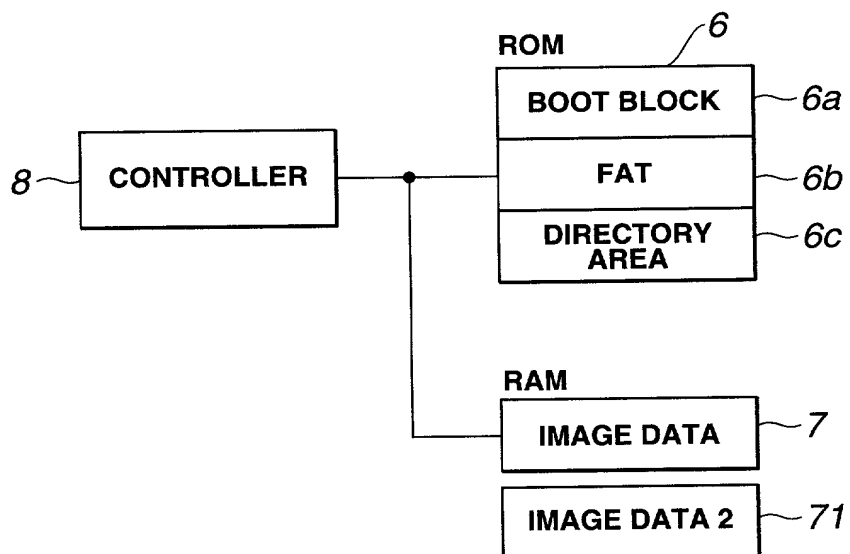 ROM
6
BOOT BLOCK
6a
8
CONTROLLER
FAT
6b
DIRECTORY
AREA
6c
RAM
IMAGE DATA
7
IMAGE DATA 2
71